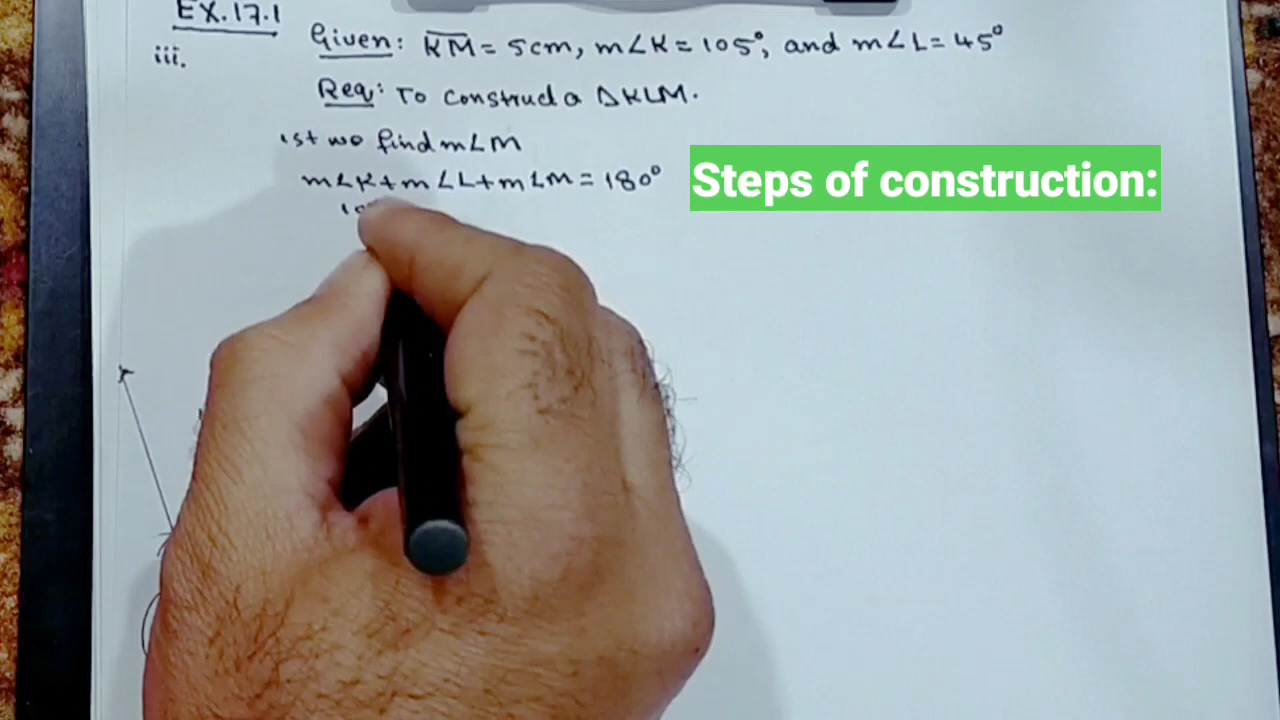 EX.17.1
iii. Given: KM = 5cm, m∠K = 105°, and m∠L = 45°
Req: To Construct a △KLM.
1st we find m∠M
m∠K + m∠L + m∠M = 180°
Steps of construction: